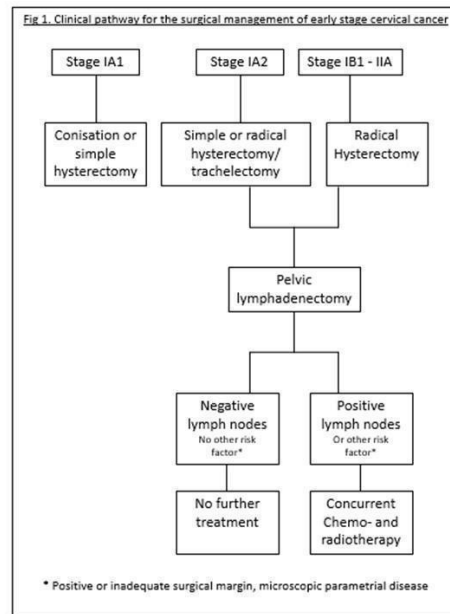 Fig 1. Clinical pathway for the surgical management of early stage cervical cancer
Stage IA1
Stage IA2
Stage IB1 - IIA
Conisation or
simple
hysterectomy
Simple or radical
hysterectomy/
trachelectomy
Radical
Hysterectomy
Pelvic
lymphadenectomy
Negative
lymph nodes
No other risk
factor*
Positive
lymph nodes
Or other risk
factor*
No further
treatment
Concurrent
Chemo- and
radiotherapy
* Positive or inadequate surgical margin, microscopic parametrial disease